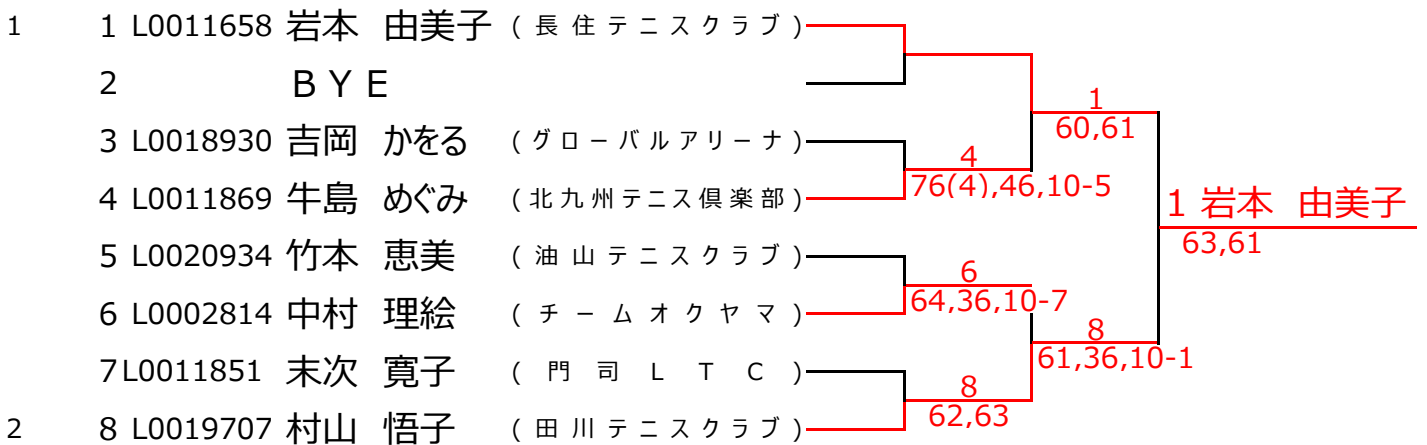 1 1 L0011658 岩本 由美子 (長住テニスクラブ)
2 BYE
1
60,61
3 L0018930 吉岡 かをる (グローバルアリーナ)
4
76(4),46,10-5
4 L0011869 牛島 めぐみ (北九州テニス倶楽部)
1 岩本 由美子
63,61
5 L0020934 竹本 恵美 (油山テニスクラブ)
6
64,36,10-7
6 L0002814 中村 理絵 (チームオクヤマ)
8
61,36,10-1
7 L0011851 末次 寛子 (門司LTC)
8
62,63
2 8 L0019707 村山 悟子 (田川テニスクラブ)